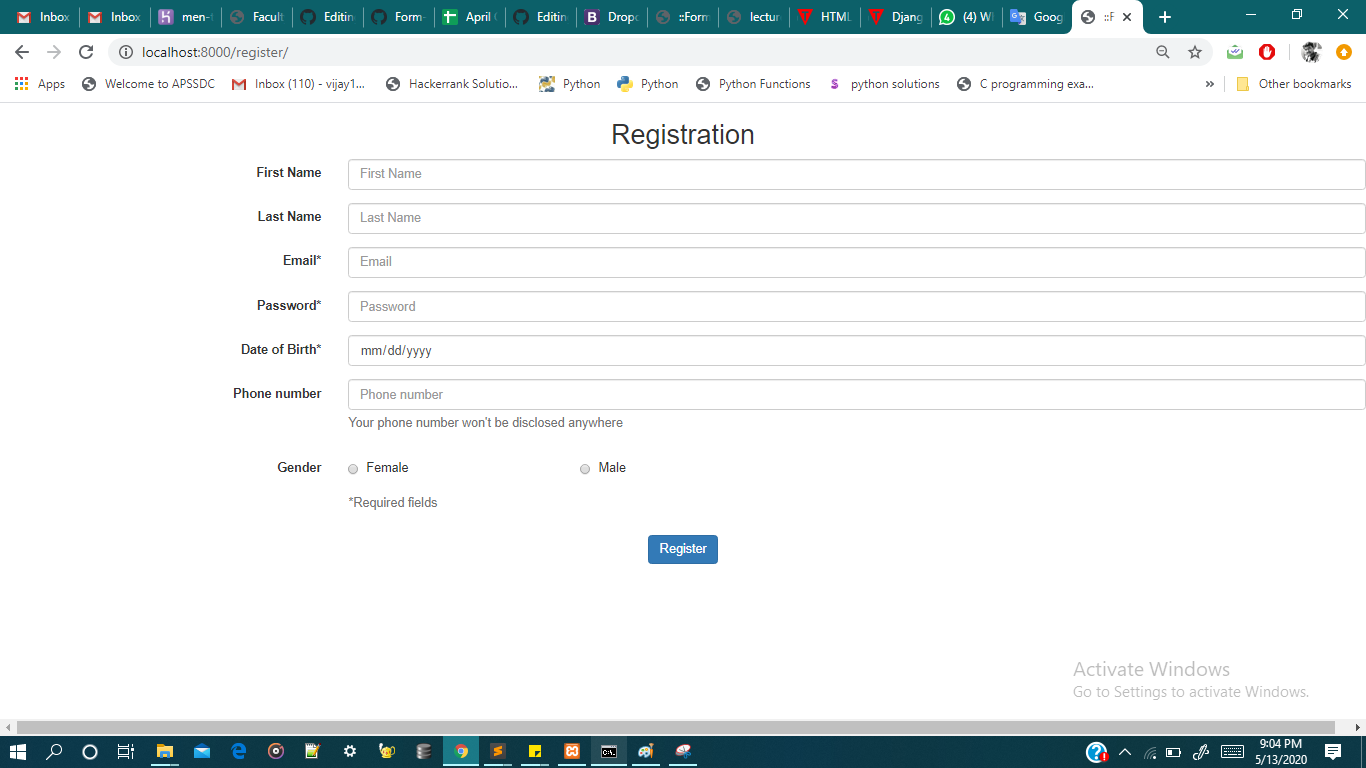 Inbox Inbox men-t Facult Editin Form- April ( Editin Drop ::Form lectur HTML Djang (4) W Goog ::F
localhost:8000/register/
Apps Welcome to APSSDC Inbox (110) - vijay1... Hackerrank Solutio... Python Python Python Functions python solutions C programming exa... » Other bookmarks
Registration
First Name First Name
Last Name Last Name
Email* Email
Password* Password
Date of Birth* mm/dd/yyyy
Phone number Phone number
Your phone number won't be disclosed anywhere
Gender Female Male
*Required fields
Register
Activate Windows
Go to Settings to activate Windows.
9:04 PM
5/13/2020